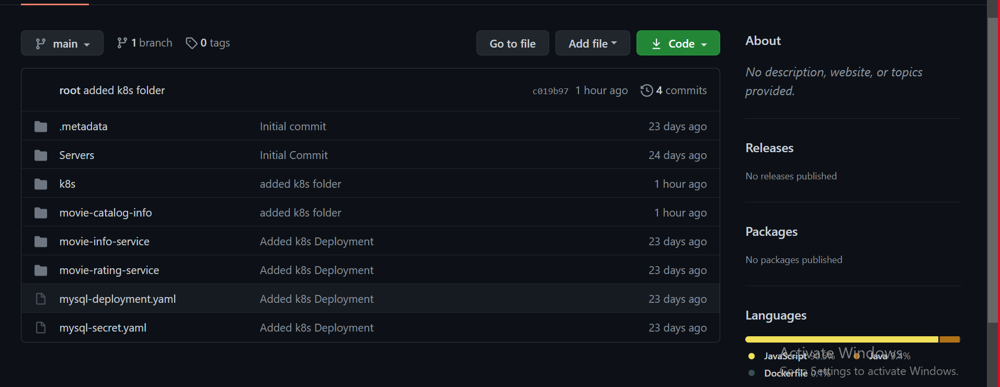 main
1 branch
0 tags
Go to file
Add file
Code
root added k8s folder
c019b97 1 hour ago
4 commits
.metadata Initial commit 23 days ago
Servers Initial Commit 24 days ago
k8s added k8s folder 1 hour ago
movie-catalog-info added k8s folder 1 hour ago
movie-info-service Added k8s Deployment 23 days ago
movie-rating-service Added k8s Deployment 23 days ago
mysql-deployment.yaml Added k8s Deployment 23 days ago
mysql-secret.yaml Added k8s Deployment 23 days ago
About
No description, website, or topics
provided.
Releases
No releases published
Packages
No packages published
Languages
JavaScript 90.5% Java 9.4%
Dockerfile 0.1%
Activate Windows
Go to Settings to activate Windows.